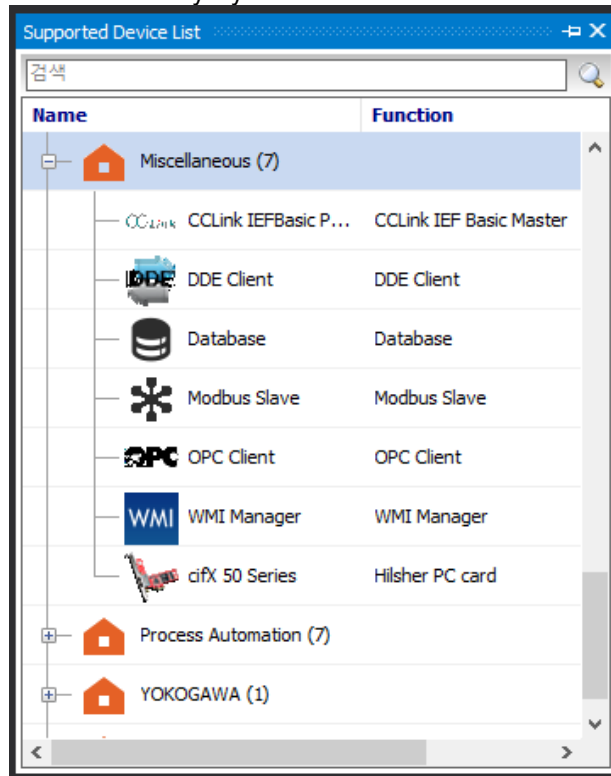 Supported Device List
검색
Name Function
Miscellaneous (7)
CCLink CCLink IEFBasic P... CCLink IEF Basic Master
DDE DDE Client DDE Client
Database Database
Modbus Slave Modbus Slave
OPC OPC Client OPC Client
WMI WMI Manager WMI Manager
cifX 50 Series Hilsher PC card
Process Automation (7)
YOKOGAWA (1)